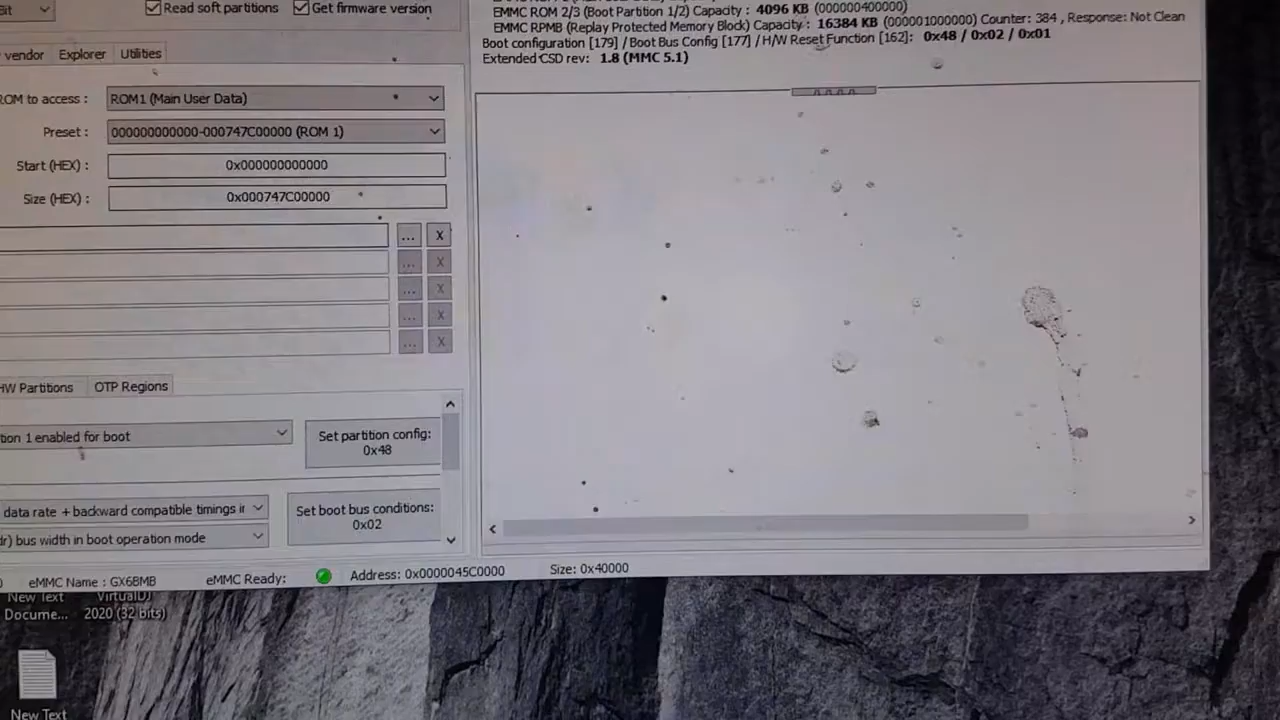 Bit
Read soft partitions
Get firmware version
EMMC ROM 2/3 (Boot Partition 1/2) Capacity : 4096 KB (000000400000)
EMMC RPMB (Replay Protected Memory Block) Capacity : 16384 KB (000001000000) Counter: 384 , Response: Not Clean
Boot configuration [179] / Boot Bus Config [177] / H/W Reset Function [162]: 0x48 / 0x02 / 0x01
Extended CSD rev: 1.8 (MMC 5.1)
vendor Explorer Utilities
ROM to access : ROM1 (Main User Data)
Preset : 000000000000-000747C00000 (ROM 1)
Start (HEX) : 0x000000000000
Size (HEX) : 0x000747C00000
... X
... X
... X
... X
... X
HW Partitions OTP Regions
tion 1 enabled for boot
Set partition config:
0x48
data rate + backward compatible timings ir
Set boot bus conditions:
0x02
dr) bus width in boot operation mode
eMMC Name : GX6BMB eMMC Ready: Address: 0x0000045C0000 Size: 0x40000
New Text
Docume...
VirtualDJ
2020 (32 bits)
New Text